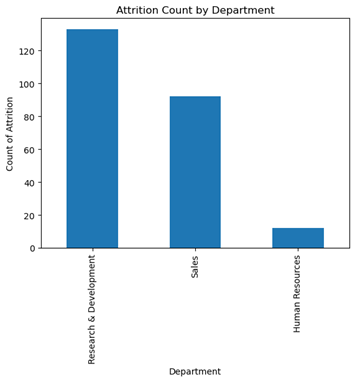 Attrition Count by Department
Count of Attrition
120
100
80
60
40
20
0
Research & Development
Sales
Human Resources
Department